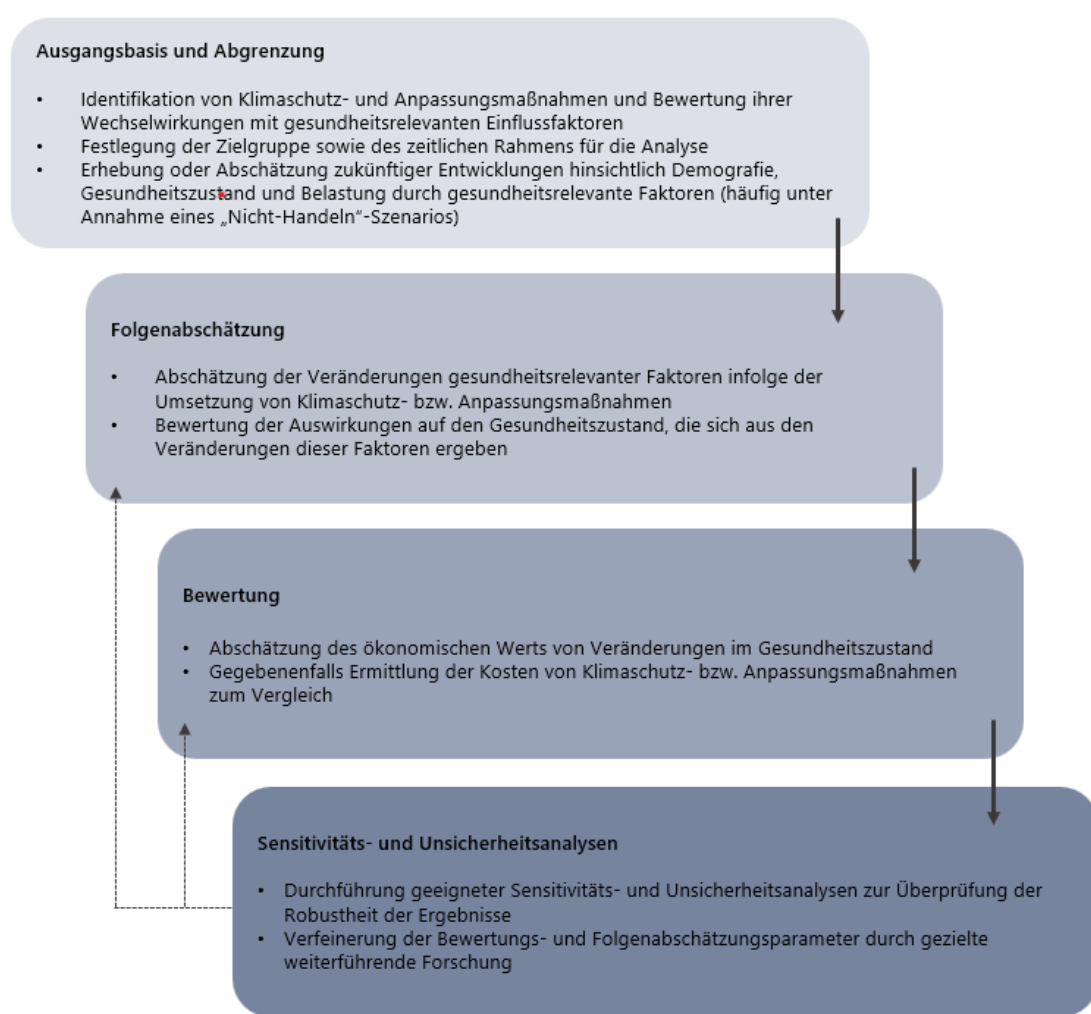 Ausgangsbasis und Abgrenzung
• Identifikation von Klimaschutz- und Anpassungsmaßnahmen und Bewertung ihrer
Wechselwirkungen mit gesundheitsrelevanten Einflussfaktoren
• Festlegung der Zielgruppe sowie des zeitlichen Rahmens für die Analyse
• Erhebung oder Abschätzung zukünftiger Entwicklungen hinsichtlich Demografie,
Gesundheitszustand und Belastung durch gesundheitsrelevante Faktoren (häufig unter
Annahme eines „Nicht-Handeln“-Szenarios)
Folgenabschätzung
• Abschätzung der Veränderungen gesundheitsrelevanter Faktoren infolge der
Umsetzung von Klimaschutz- bzw. Anpassungsmaßnahmen
• Bewertung der Auswirkungen auf den Gesundheitszustand, die sich aus den
Veränderungen dieser Faktoren ergeben
Bewertung
• Abschätzung des ökonomischen Werts von Veränderungen im Gesundheitszustand
• Gegebenenfalls Ermittlung der Kosten von Klimaschutz- bzw. Anpassungsmaßnahmen
zum Vergleich
Sensitivitäts- und Unsicherheitsanalysen
• Durchführung geeigneter Sensitivitäts- und Unsicherheitsanalysen zur Überprüfung der
Robustheit der Ergebnisse
• Verfeinerung der Bewertungs- und Folgenabschätzungsparameter durch gezielte
weiterführende Forschung